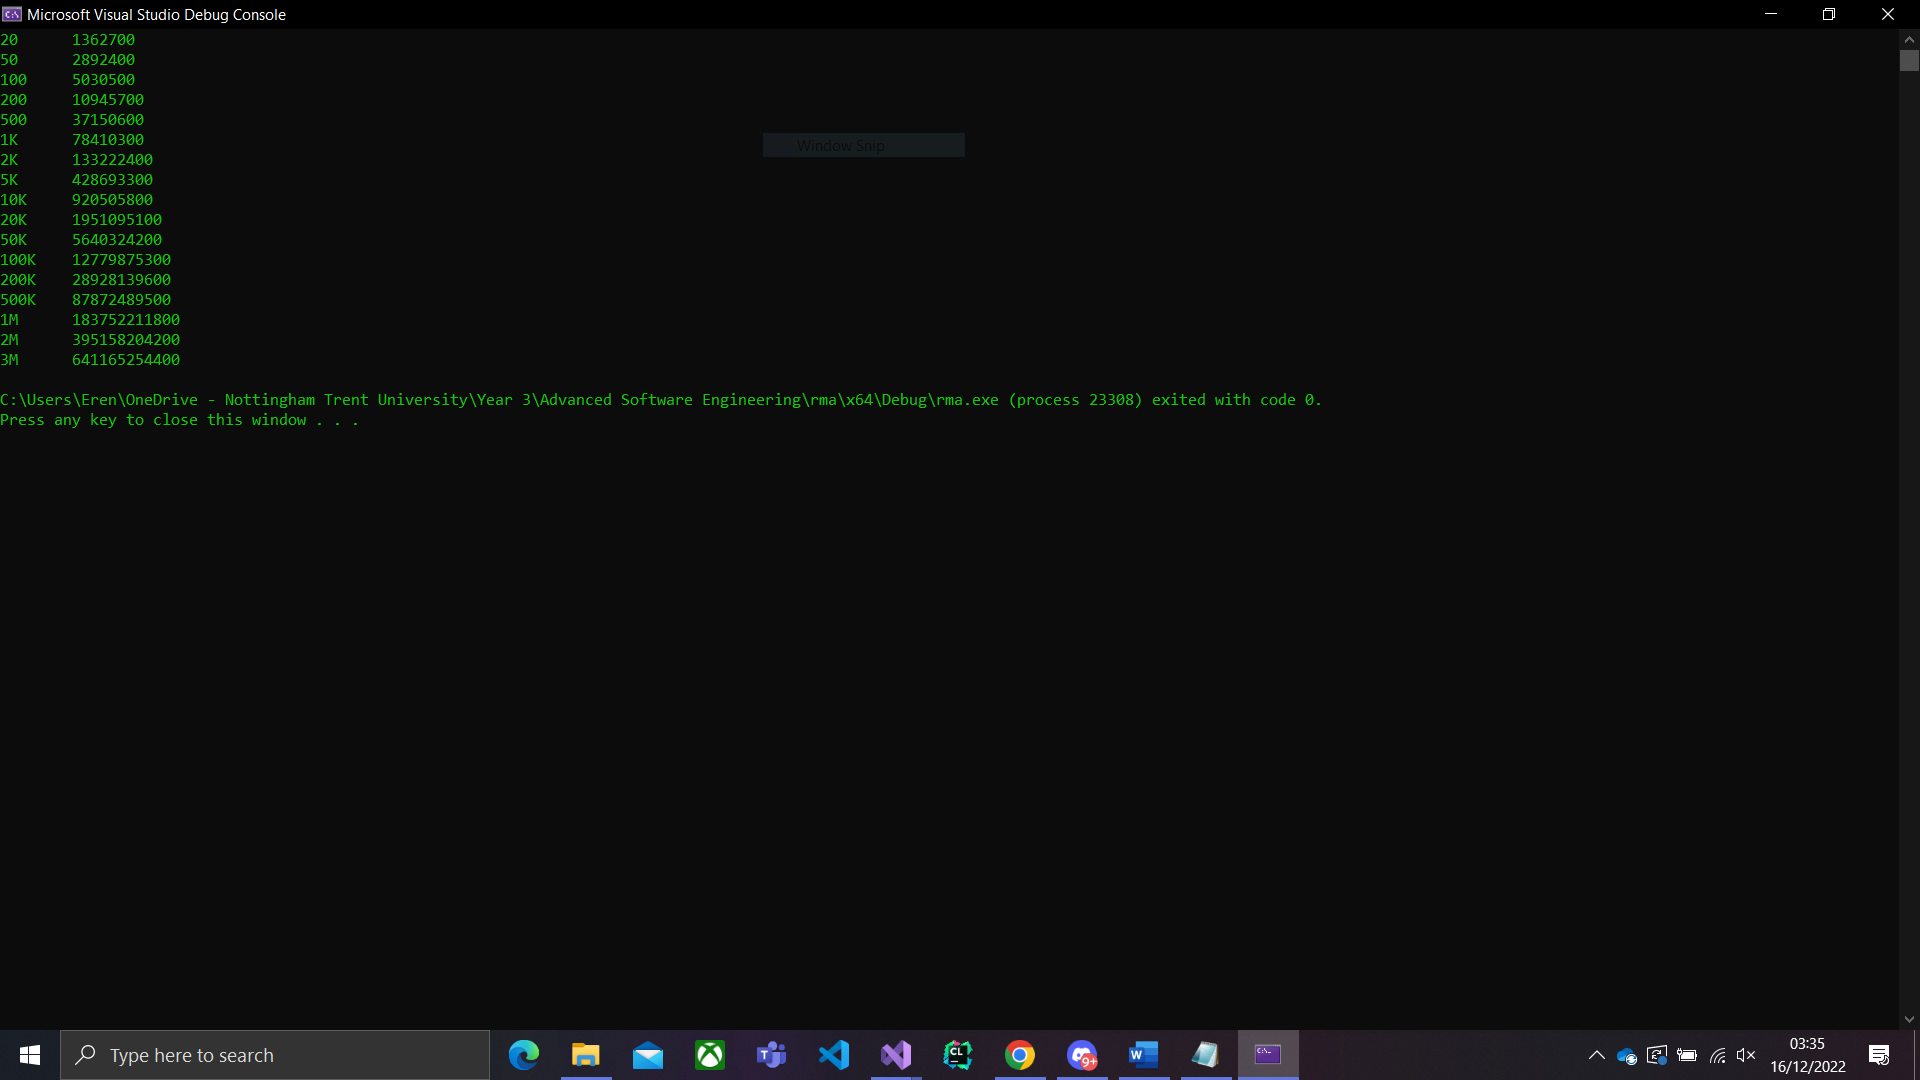 Microsoft Visual Studio Debug Console
20 1362700
50 2892400
100 5030500
200 10945700
500 37150600
1K 78410300
2K 133222400
5K 428693300
10K 920505800
20K 1951095100
50K 5640324200
100K 12779875300
200K 28928139600
500K 87872489500
1M 183752211800
2M 395158204200
3M 641165254400
Window Snip
C:\Users\Eren\OneDrive - Nottingham Trent University\Year 3\Advanced Software Engineering\rma\x64\Debug\rma.exe (process 23308) exited with code 0.
Press any key to close this window . . .
Type here to search
9+
03:35
16/12/2022